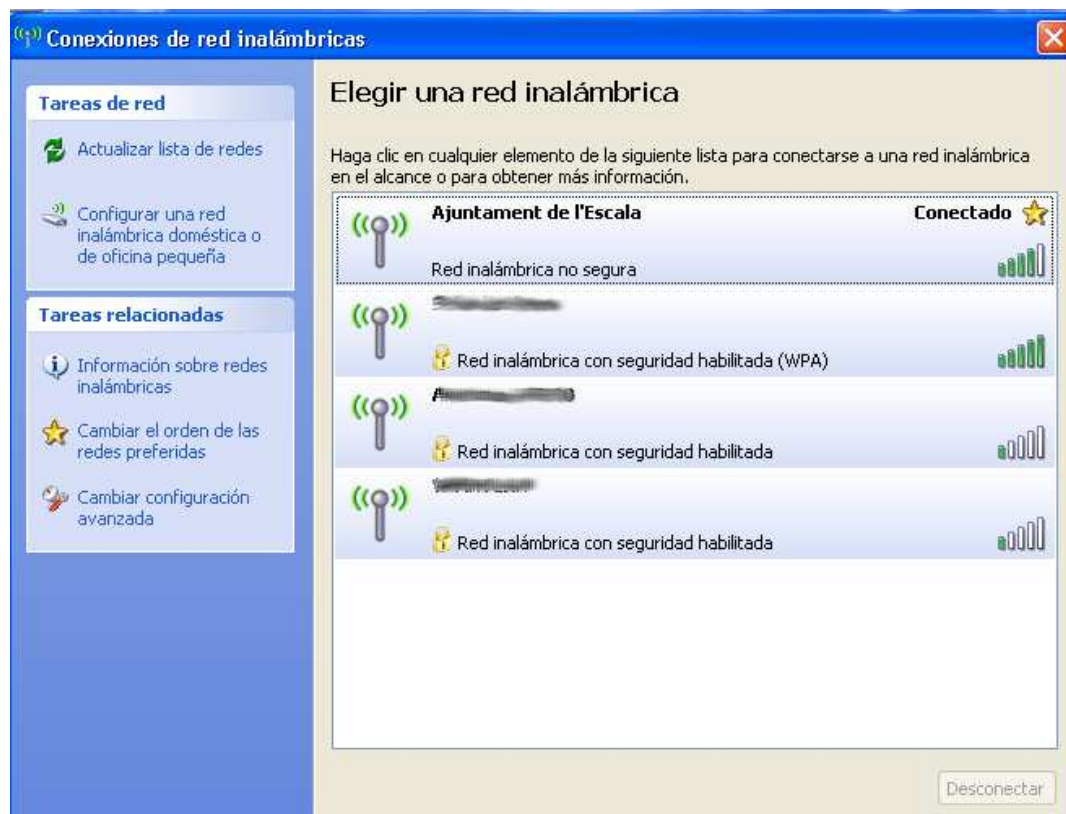 Conexiones de red inalámbricas
Tareas de red
Actualizar lista de redes
Configurar una red
inalámbrica doméstica o
de oficina pequeña
Tareas relacionadas
Información sobre redes
inalámbricas
Cambiar el orden de las
redes preferidas
Cambiar configuración
avanzada
Elegir una red inalámbrica
Haga clic en cualquier elemento de la siguiente lista para conectarse a una red inalámbrica
en el alcance o para obtener más información.
Ajuntament de l'Escala Conectado
Red inalámbrica no segura
Red inalámbrica con seguridad habilitada (WPA)
Red inalámbrica con seguridad habilitada
Red inalámbrica con seguridad habilitada
Desconectar